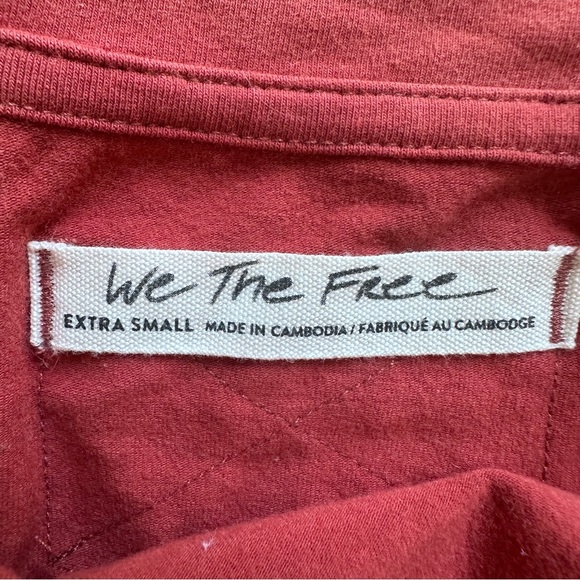 We The Free
EXTRA SMALL MADE IN CAMBODIA / FABRIQUÉ AU CAMBODGE